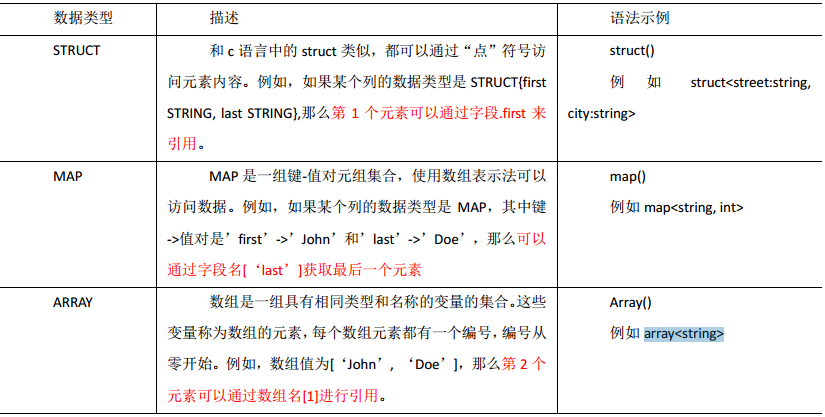 数据类型 描述 语法示例
STRUCT 和 c 语言中的 struct 类似，都可以通过“点”符号访 struct()
问元素内容。例如，如果某个列的数据类型是 STRUCT{first 例 如 struct<street:string,
STRING, last STRING},那么第 1 个元素可以通过字段.first 来 city:string>
引用。
MAP MAP 是一组键-值对元组集合，使用数组表示法可以 map()
访问数据。例如，如果某个列的数据类型是 MAP，其中键 例如 map<string, int>
->值对是’first’->’John’和’last’->’Doe’，那么可以
通过字段名[‘last’]获取最后一个元素
ARRAY 数组是一组具有相同类型和名称的变量的集合。这些 Array()
变量称为数组的元素，每个数组元素都有一个编号，编号从 例如 array<string>
零开始。例如，数组值为[‘John’, ‘Doe’]，那么第 2 个
元素可以通过数组名[1]进行引用。